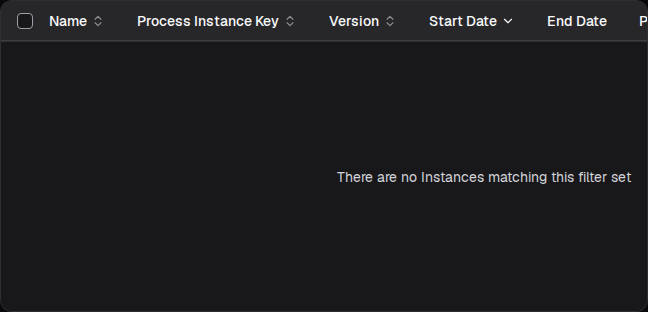 Name Process Instance Key Version Start Date End Date P
There are no Instances matching this filter set